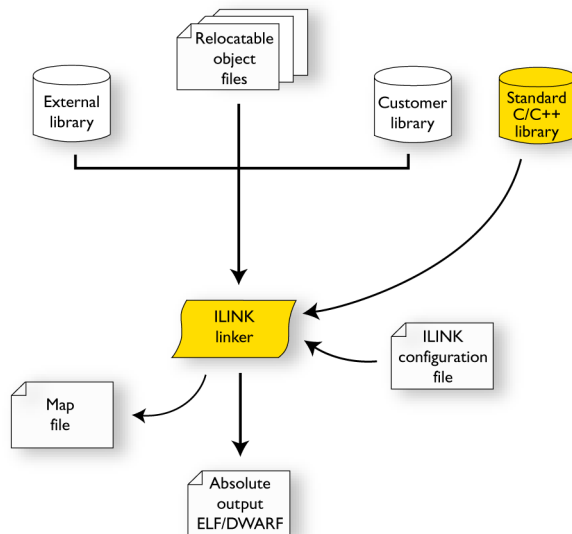 Relocatable
object
files
External
library
Customer
library
Standard
C/C++
library
ILINK
linker
ILINK
configuration
file
Map
file
Absolute
output
ELF/DWARF